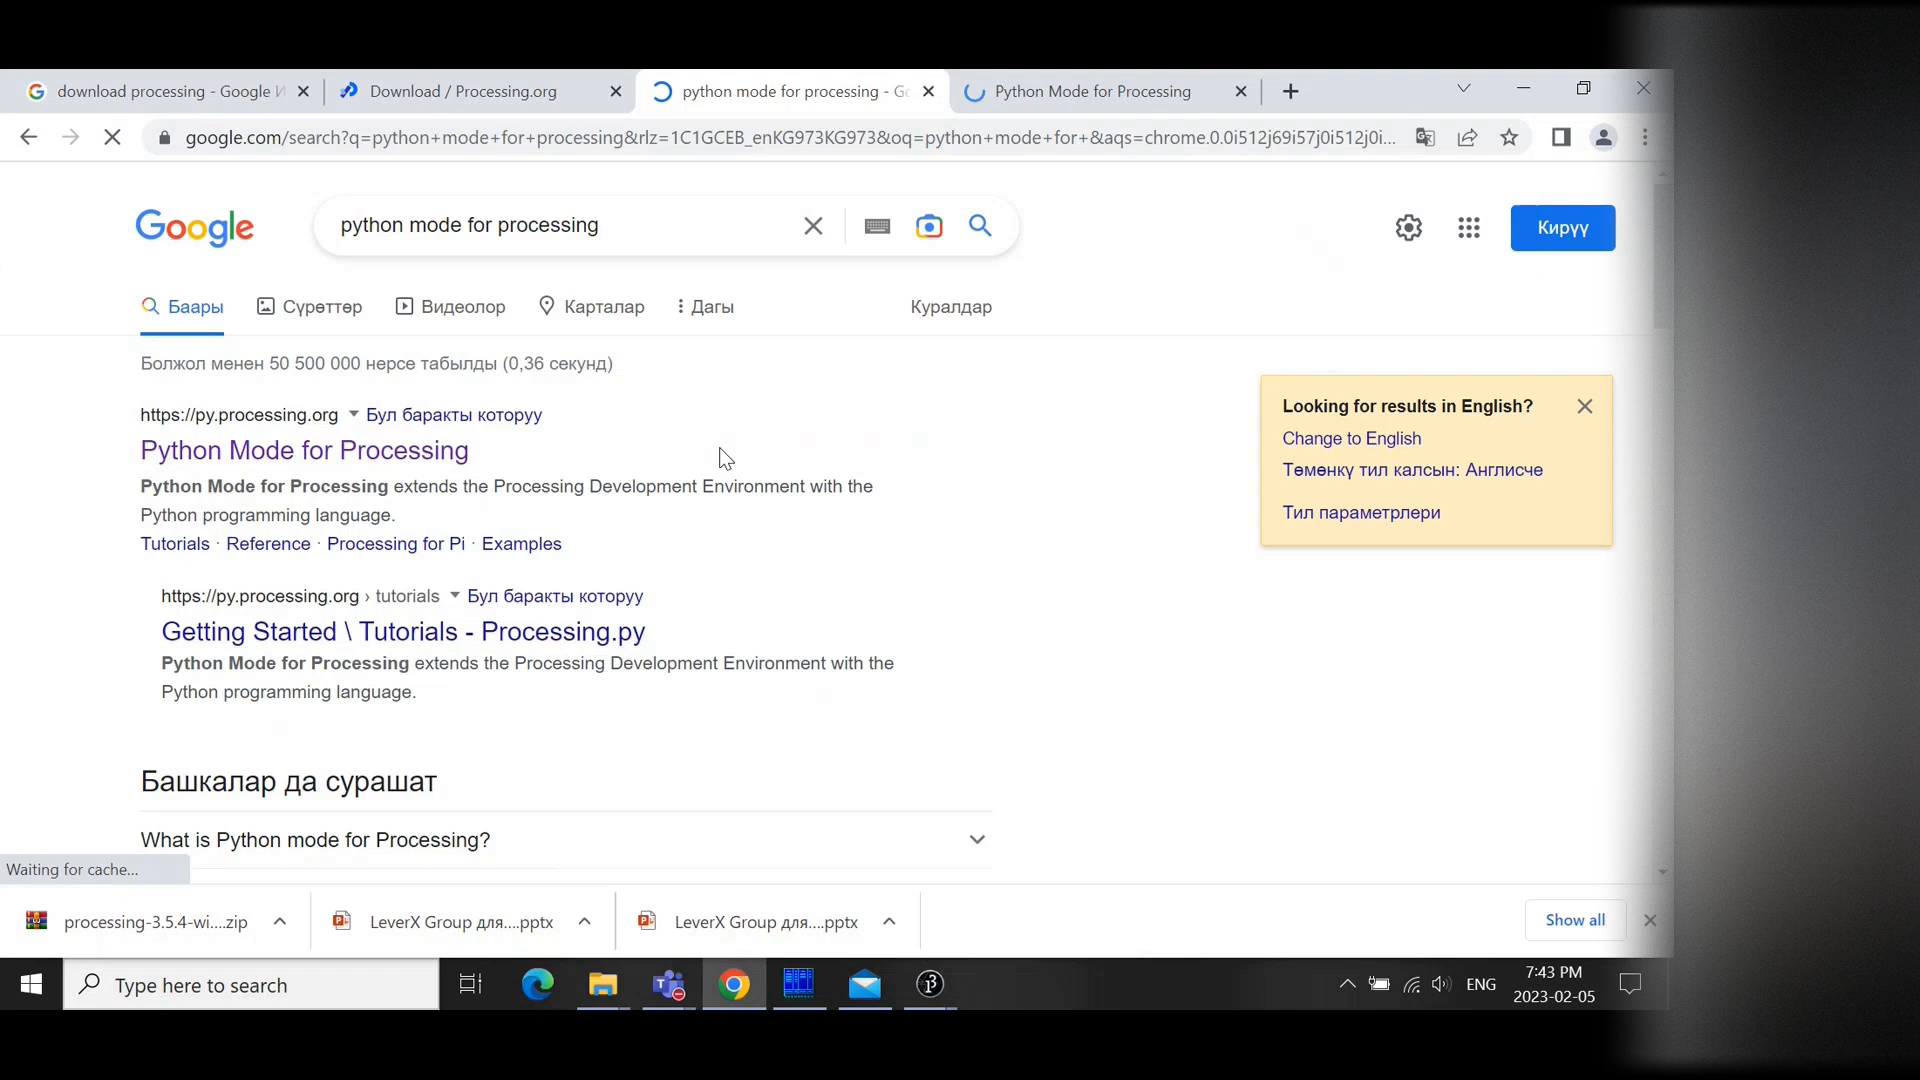 download processing - Google И
Download / Processing.org
python mode for processing - Go
Python Mode for Processing
google.com/search?q=python+mode+for+processing&rlz=1C1GCEB_enKG973KG973&oq=python+mode+for+&aqs=chrome.0.0i512j69i57j0i512j0i...
Google
python mode for processing
Кирүү
Баары
Сүрөттөр
Видеолор
Карталар
Дагы
Куралдар
Болжол менен 50 500 000 нерсе табылды (0,36 секунд)
https://py.processing.org
Бул баракты которуу
Python Mode for Processing
Python Mode for Processing extends the Processing Development Environment with the
Python programming language.
Tutorials · Reference · Processing for Pi · Examples
https://py.processing.org › tutorials
Бул баракты которуу
Getting Started \ Tutorials - Processing.py
Python Mode for Processing extends the Processing Development Environment with the
Python programming language.
Looking for results in English?
Change to English
Төмөнкү тил калсын: Англисче
Тил параметрлери
Башкалар да сурашат
What is Python mode for Processing?
Waiting for cache...
processing-3.5.4-wi....zip
LeverX Group для....pptx
LeverX Group для....pptx
Show all
Type here to search
ENG
7:43 PM
2023-02-05